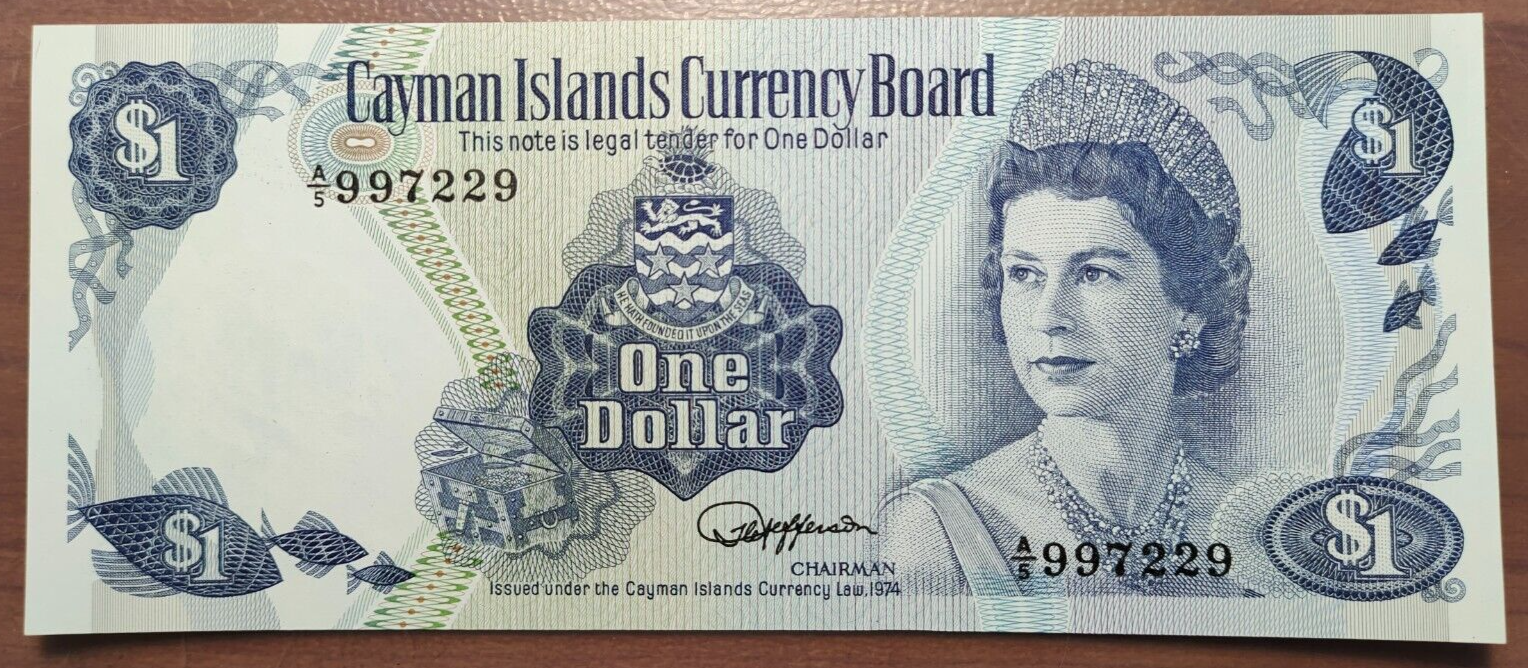 Cayman Islands Currency Board
This note is legal tender for One Dollar
$1
$1
A/5 997229
HE HATH FOUNDED IT UPON THE SEAS
One
Dollar
$1
$1
CHAIRMAN
A/5 997229
Issued under the Cayman Islands Currency Law, 1974